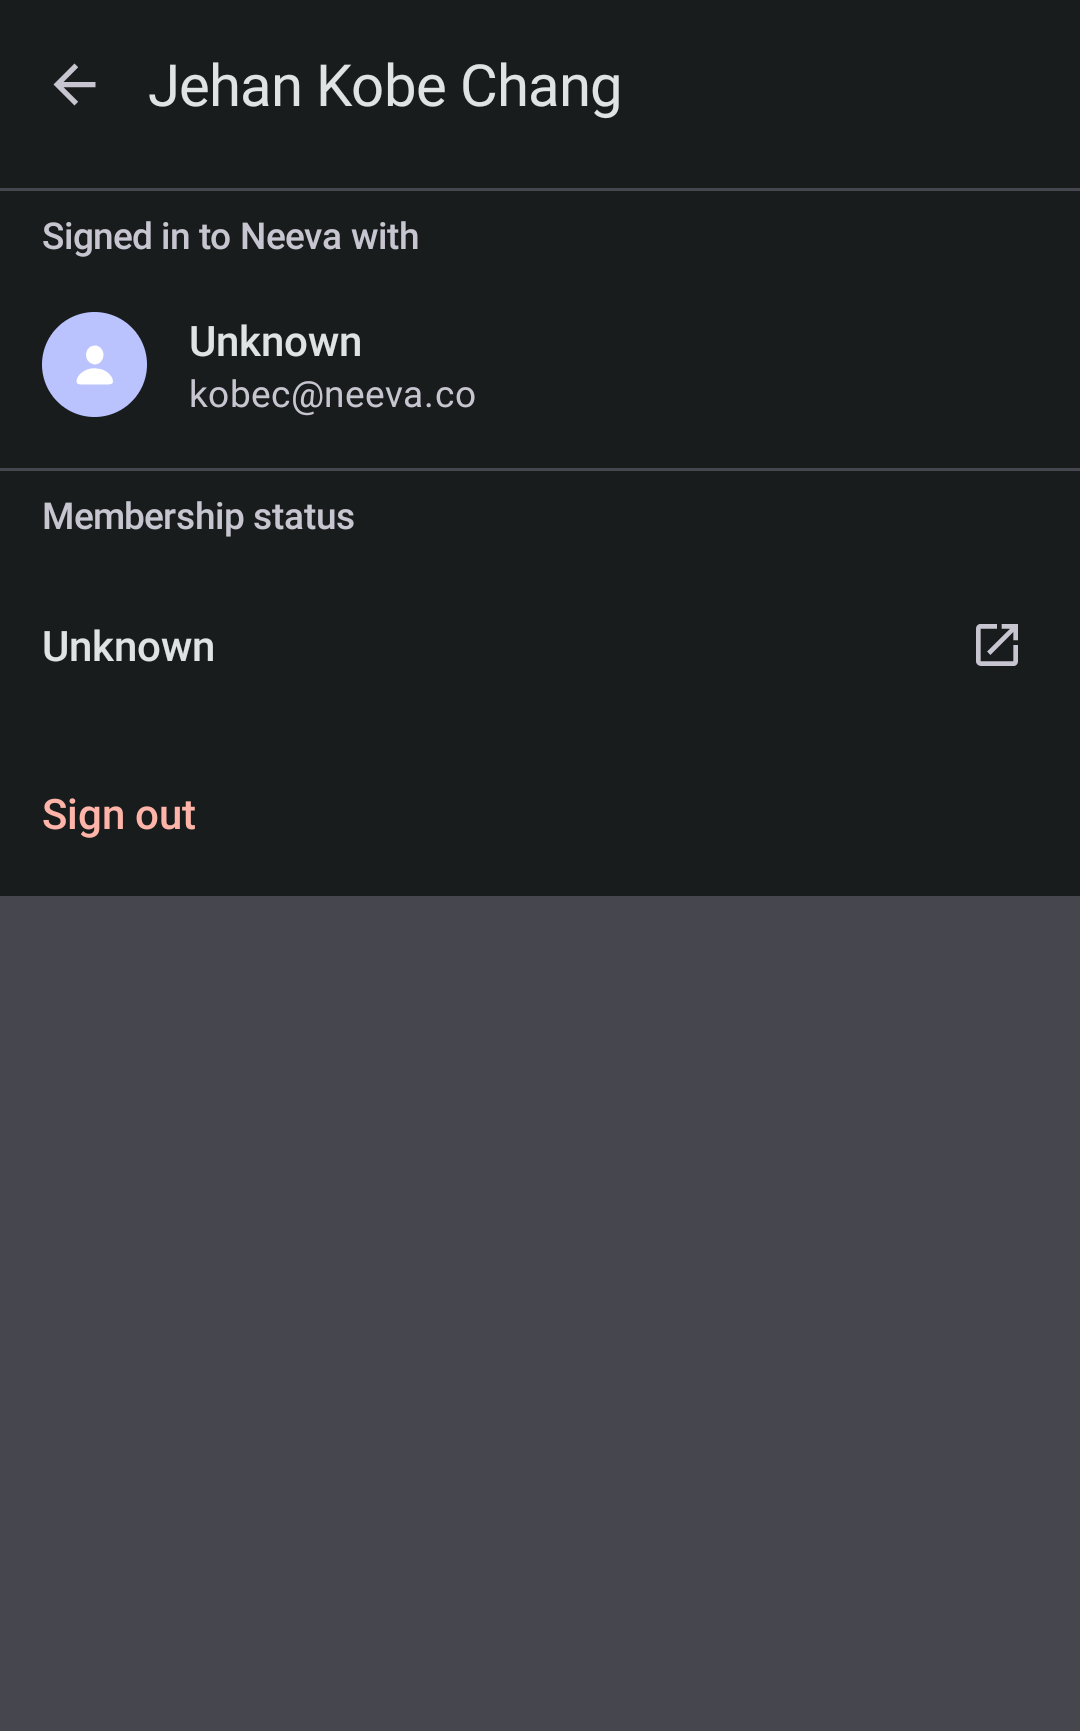 Jehan Kobe Chang
Signed in to Neeva with
Unknown
kobec@neeva.co
Membership status
Unknown
Sign out